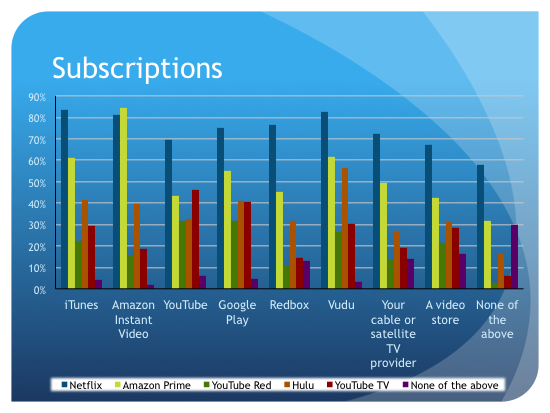 Subscriptions
90%
80%
70%
60%
50%
40%
30%
20%
10%
0%
iTunes
Amazon
Instant
Video
YouTube
Google
Play
Redbox
Vudu
Your
cable or
satellite
TV
provider
A video
store
None of
the
above
Netflix Amazon Prime YouTube Red Hulu YouTube TV None of the above